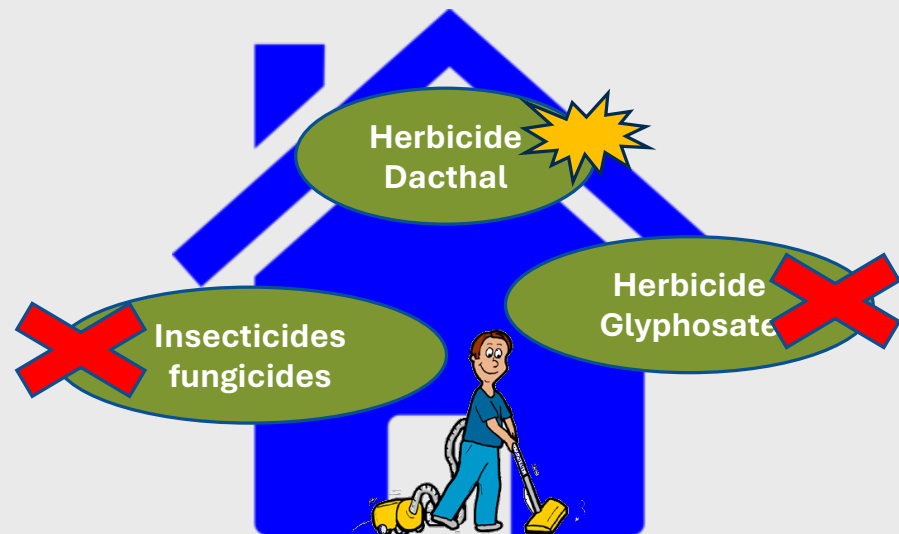 Herbicide
Dacthal
Herbicide
Glyphosate
Insecticides
fungicides